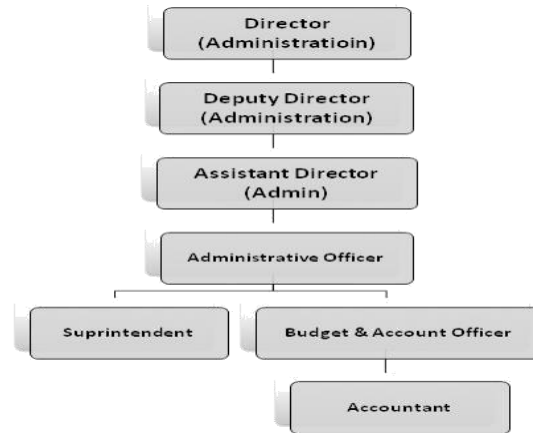 Director
(Administratioin)
Deputy Director
(Administration)
Assistant Director
(Admin)
Administrative Officer
Suprintendent
Budget & Account Officer
Accountant